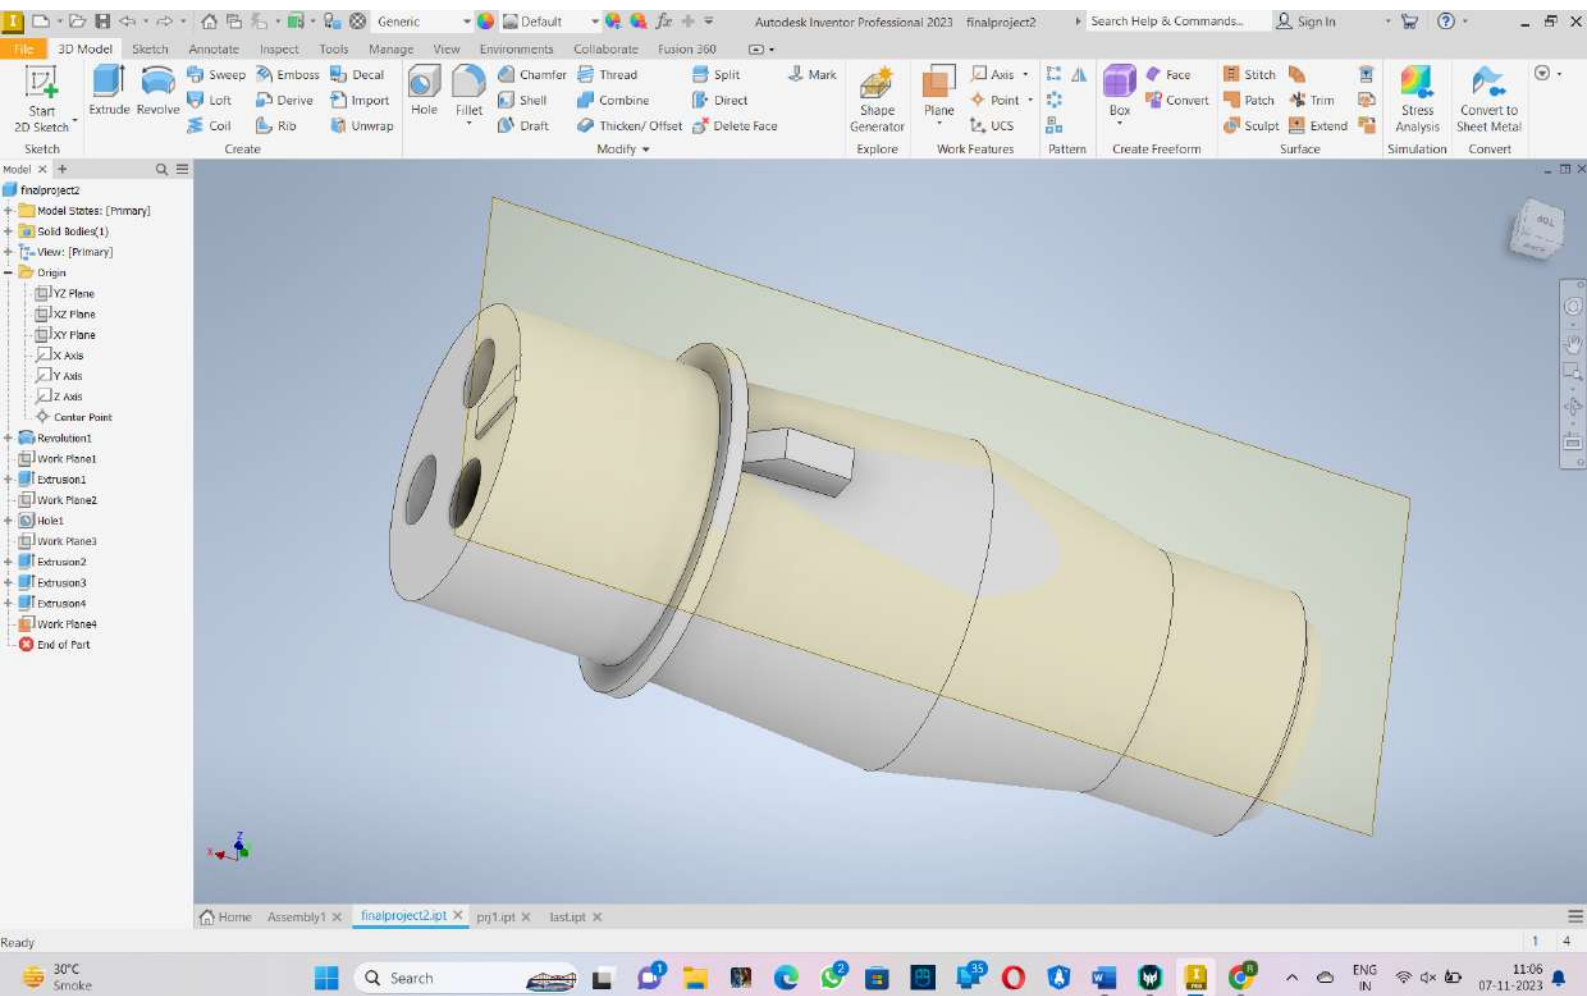 Generic Default Autodesk Inventor Professional 2023 finalproject2 Search Help & Commands... Sign In
File 3D Model Sketch Annotate Inspect Tools Manage View Environments Collaborate Fusion 360
Start 2D Sketch
Extrude Revolve
Sweep Emboss Decal
Loft Derive Import
Coil Rib Unwrap
Hole Fillet
Chamfer Thread Split Mark
Shell Combine Direct
Draft Thicken/ Offset Delete Face
Shape Generator
Plane
Axis
Point
UCS
Box
Face
Convert
Stitch
Patch Trim
Sculpt Extend
Stress Analysis
Convert to Sheet Metal
Sketch Create Modify Explore Work Features Pattern Create Freeform Surface Simulation Convert
Model
finalproject2
Model States: [Primary]
Solid Bodies(1)
View: [Primary]
Origin
YZ Plane
XZ Plane
XY Plane
X Axis
Y Axis
Z Axis
Center Point
Revolution1
Work Plane1
Extrusion1
Work Plane2
Hole1
Work Plane3
Extrusion2
Extrusion3
Extrusion4
Work Plane4
End of Part
TOP
Z
X
Home Assembly1 finalproject2.ipt prj1.ipt last.ipt
Ready 1 4
30°C
Smoke
Search
1 2 35
ENG
IN
11:06
07-11-2023